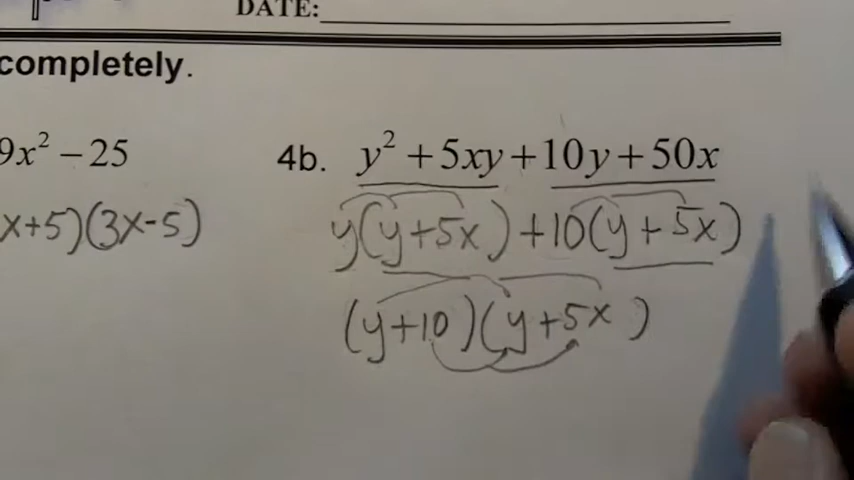 DATE:
completely.
9x² − 25
4b. y² + 5xy + 10y + 50x
x+5)(3x-5)
y(y+5x)+10(y+5x)
(y+10)(y+5x)